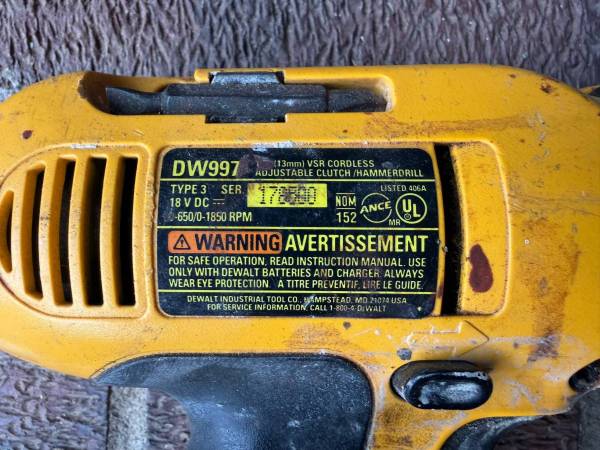 DW997 (13mm) VSR CORDLESS
ADJUSTABLE CLUTCH /HAMMERDRILL
TYPE 3 SER.
LISTED 406A
18 V DC NOM
-650/0-1850 RPM 152 ANCE UL
MR
WARNING AVERTISSEMENT
FOR SAFE OPERATION, READ INSTRUCTION MANUAL. USE
ONLY WITH DEWALT BATTERIES AND CHARGER. ALWAYS
WEAR EYE PROTECTION. A TITRE PREVENTIF, LIRE LE GUIDE.
DEWALT INDUSTRIAL TOOL CO., HAMPSTEAD, MD 21074 USA
FOR SERVICE INFORMATION, CALL 1-800-4-DEWALT